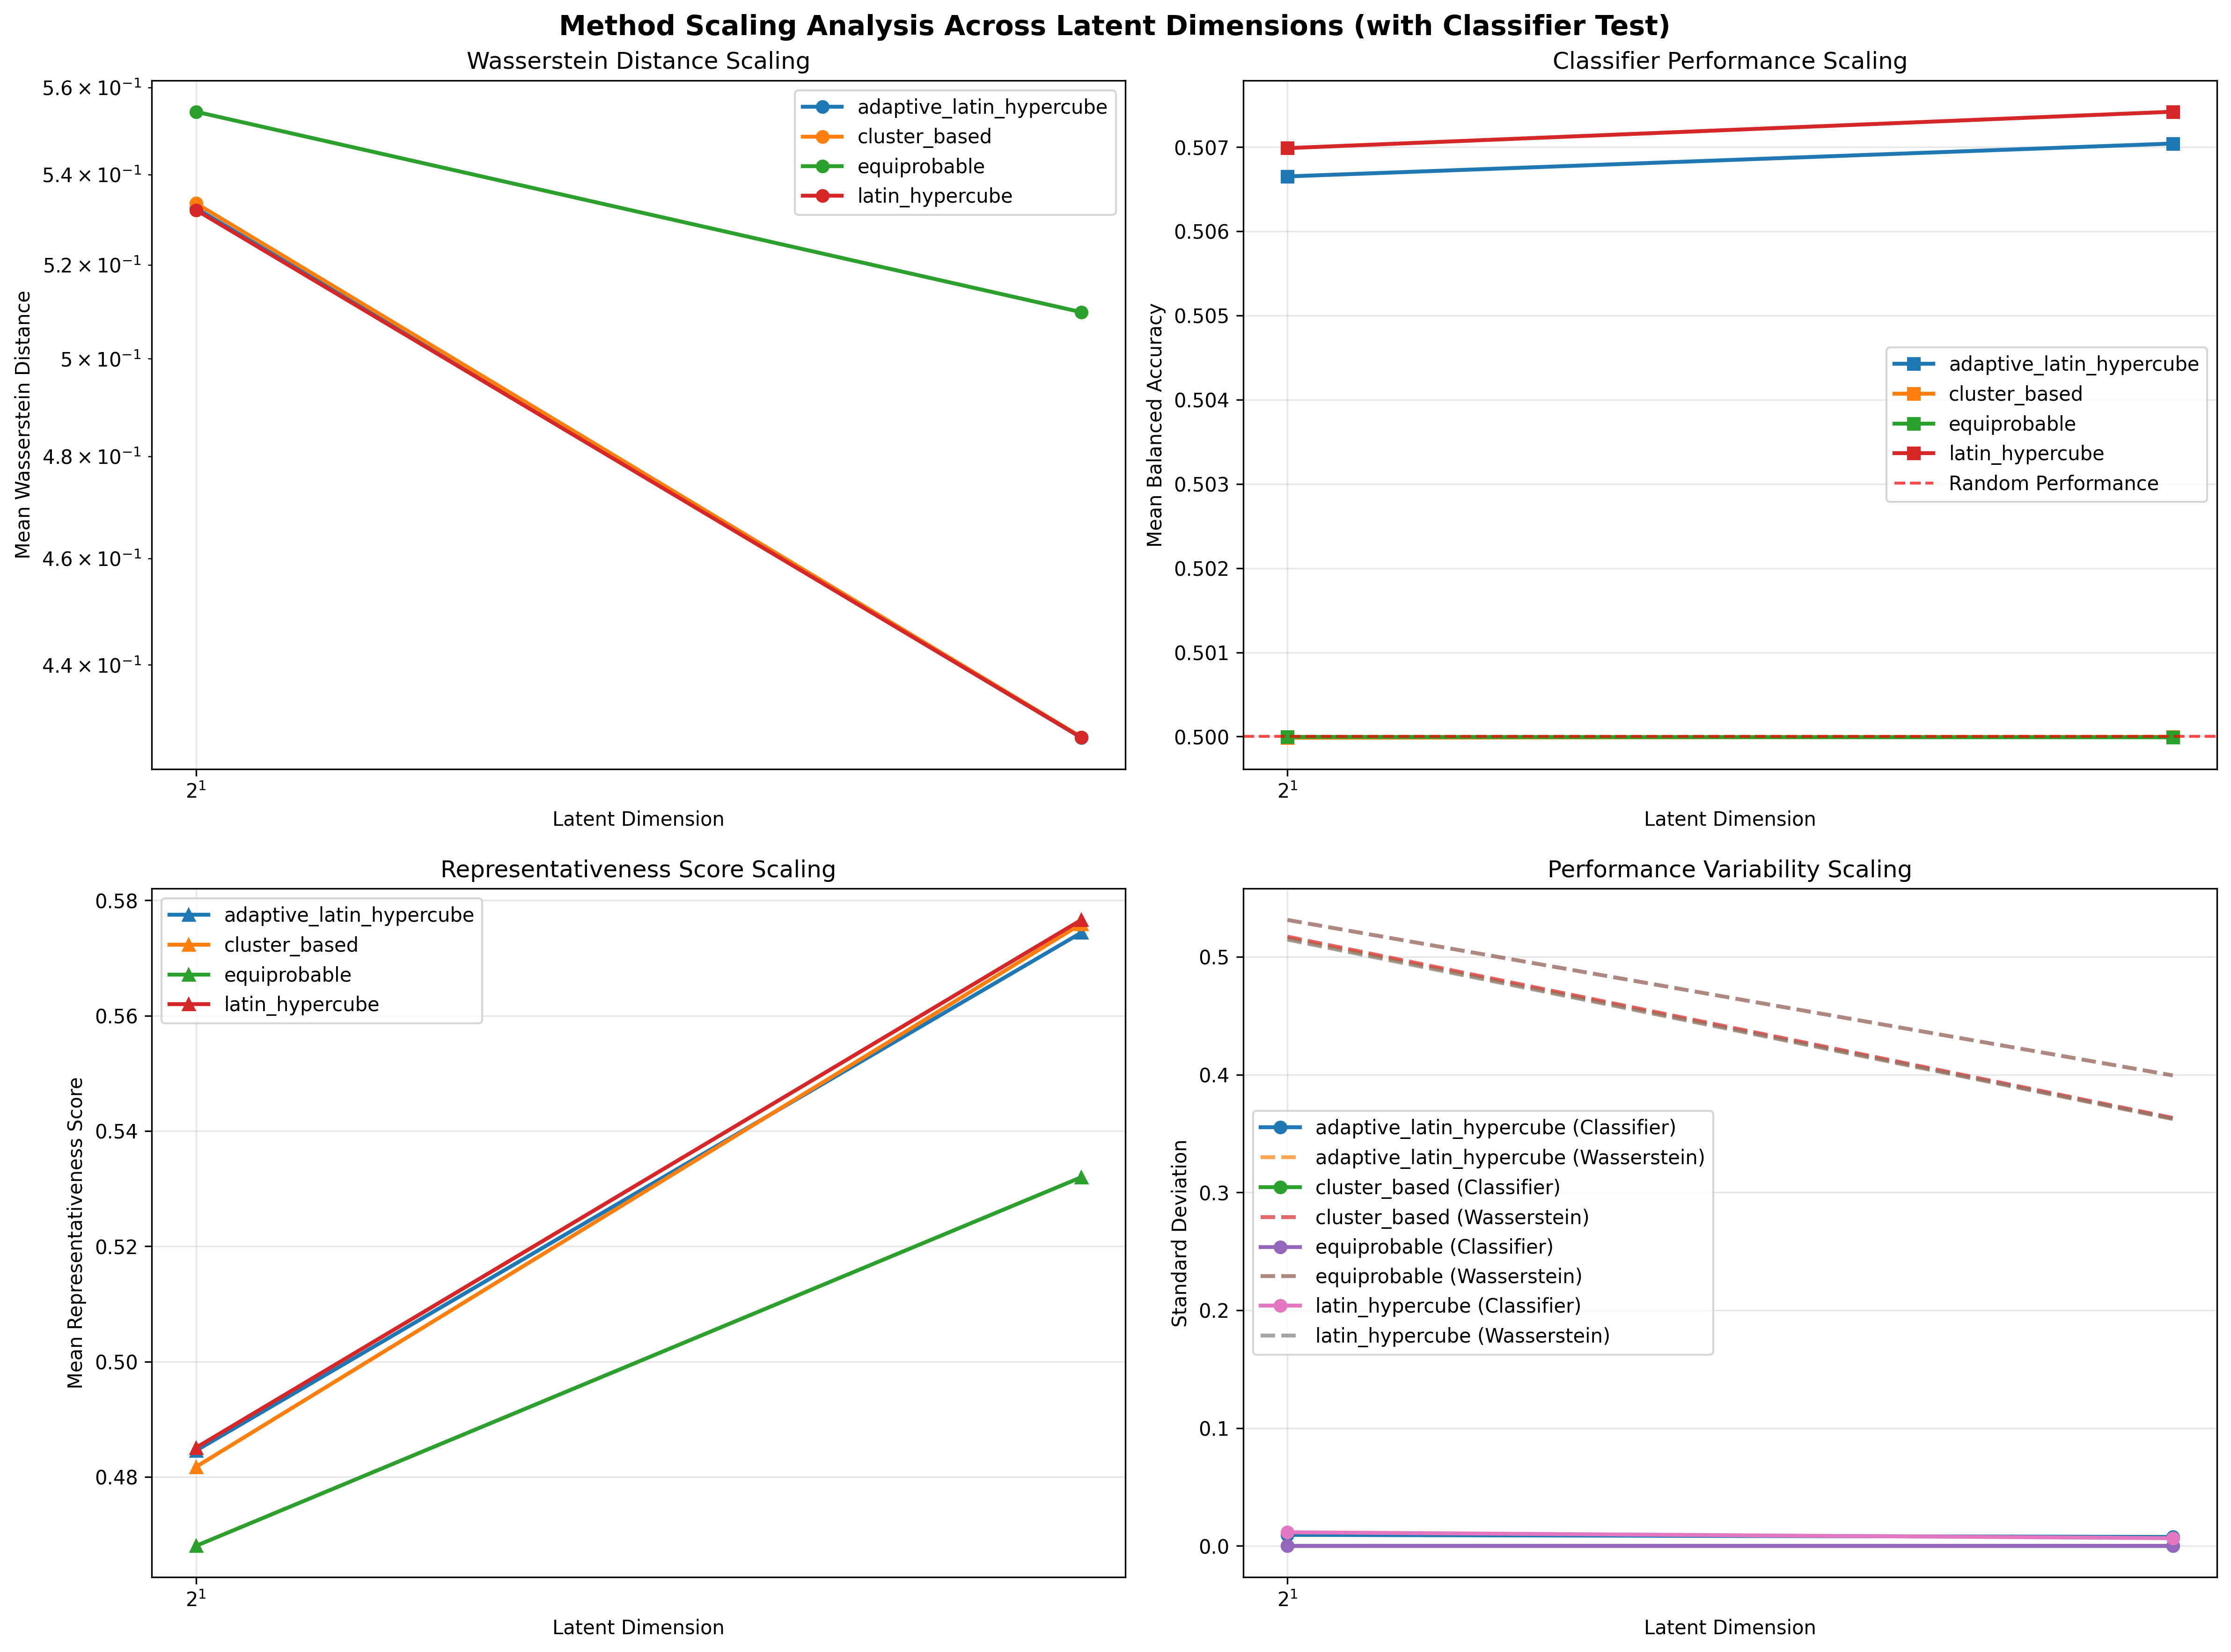 Method Scaling Analysis Across Latent Dimensions (with Classifier Test)
Wasserstein Distance Scaling
5.6 × 10⁻¹
5.4 × 10⁻¹
5.2 × 10⁻¹
5 × 10⁻¹
4.8 × 10⁻¹
4.6 × 10⁻¹
4.4 × 10⁻¹
Mean Wasserstein Distance
adaptive_latin_hypercube
cluster_based
equiprobable
latin_hypercube
2¹
Latent Dimension
Classifier Performance Scaling
0.507
0.506
0.505
0.504
0.503
0.502
0.501
0.500
Mean Balanced Accuracy
adaptive_latin_hypercube
cluster_based
equiprobable
latin_hypercube
Random Performance
2¹
Latent Dimension
Representativeness Score Scaling
0.58
0.56
0.54
0.52
0.50
0.48
Mean Representativeness Score
adaptive_latin_hypercube
cluster_based
equiprobable
latin_hypercube
2¹
Latent Dimension
Performance Variability Scaling
0.5
0.4
0.3
0.2
0.1
0.0
Standard Deviation
adaptive_latin_hypercube (Classifier)
adaptive_latin_hypercube (Wasserstein)
cluster_based (Classifier)
cluster_based (Wasserstein)
equiprobable (Classifier)
equiprobable (Wasserstein)
latin_hypercube (Classifier)
latin_hypercube (Wasserstein)
2¹
Latent Dimension